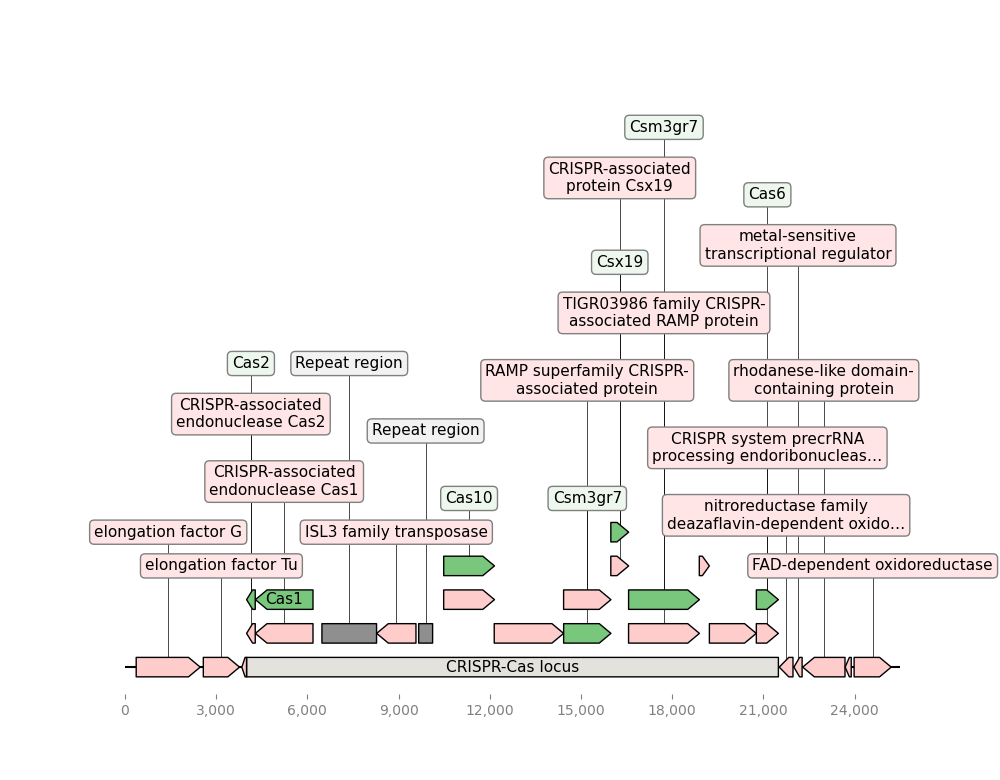 Csm3gr7
CRISPR-associated
protein Csx19
Cas6
metal-sensitive
transcriptional regulator
Csx19
TIGR03986 family CRISPR-
associated RAMP protein
Cas2
Repeat region
RAMP superfamily CRISPR-
associated protein
rhodanese-like domain-
containing protein
CRISPR-associated
endonuclease Cas2
Repeat region
CRISPR system precrRNA
processing endoribonucleas...
CRISPR-associated
endonuclease Cas1
Cas10
Csm3gr7
nitroreductase family
deazaflavin-dependent oxido...
elongation factor G
ISL3 family transposase
elongation factor Tu
FAD-dependent oxidoreductase
Cas1
CRISPR-Cas locus
0
3,000
6,000
9,000
12,000
15,000
18,000
21,000
24,000